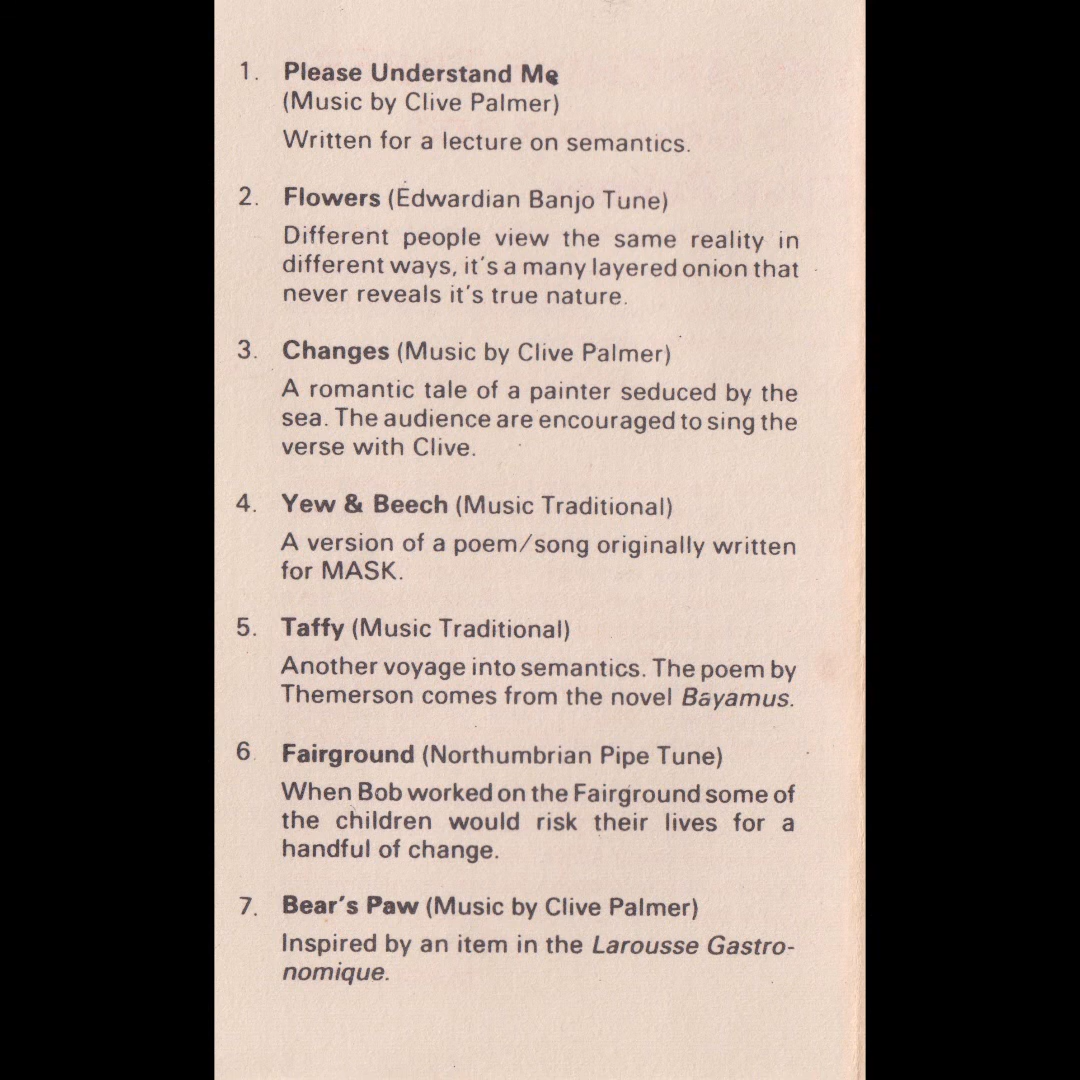 1. Please Understand Me
(Music by Clive Palmer)
Written for a lecture on semantics.
2. Flowers (Edwardian Banjo Tune)
Different people view the same reality in
different ways, it's a many layered onion that
never reveals it's true nature.
3. Changes (Music by Clive Palmer)
A romantic tale of a painter seduced by the
sea. The audience are encouraged to sing the
verse with Clive.
4. Yew & Beech (Music Traditional)
A version of a poem/song originally written
for MASK.
5. Taffy (Music Traditional)
Another voyage into semantics. The poem by
Themerson comes from the novel Bayamus.
6. Fairground (Northumbrian Pipe Tune)
When Bob worked on the Fairground some of
the children would risk their lives for a
handful of change.
7. Bear's Paw (Music by Clive Palmer)
Inspired by an item in the Larousse Gastro-
nomique.